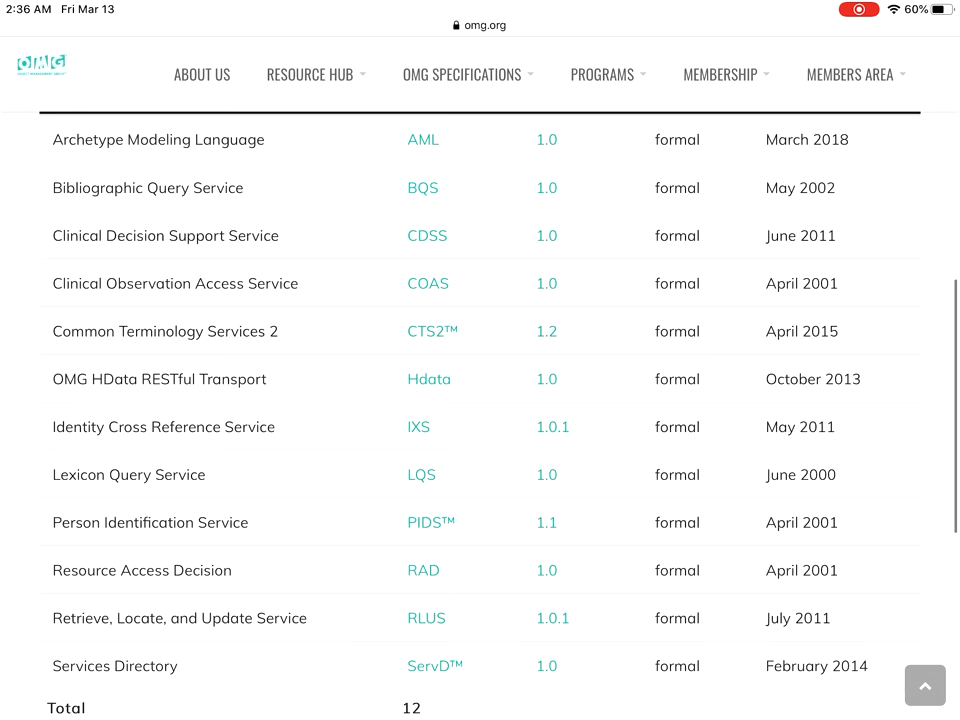 2:36 AM Fri Mar 13 60%
omg.org
OMG
ABOUT US RESOURCE HUB OMG SPECIFICATIONS PROGRAMS MEMBERSHIP MEMBERS AREA
Archetype Modeling Language AML 1.0 formal March 2018
Bibliographic Query Service BQS 1.0 formal May 2002
Clinical Decision Support Service CDSS 1.0 formal June 2011
Clinical Observation Access Service COAS 1.0 formal April 2001
Common Terminology Services 2 CTS2™ 1.2 formal April 2015
OMG HData RESTful Transport Hdata 1.0 formal October 2013
Identity Cross Reference Service IXS 1.0.1 formal May 2011
Lexicon Query Service LQS 1.0 formal June 2000
Person Identification Service PIDS™ 1.1 formal April 2001
Resource Access Decision RAD 1.0 formal April 2001
Retrieve, Locate, and Update Service RLUS 1.0.1 formal July 2011
Services Directory ServD™ 1.0 formal February 2014
Total 12